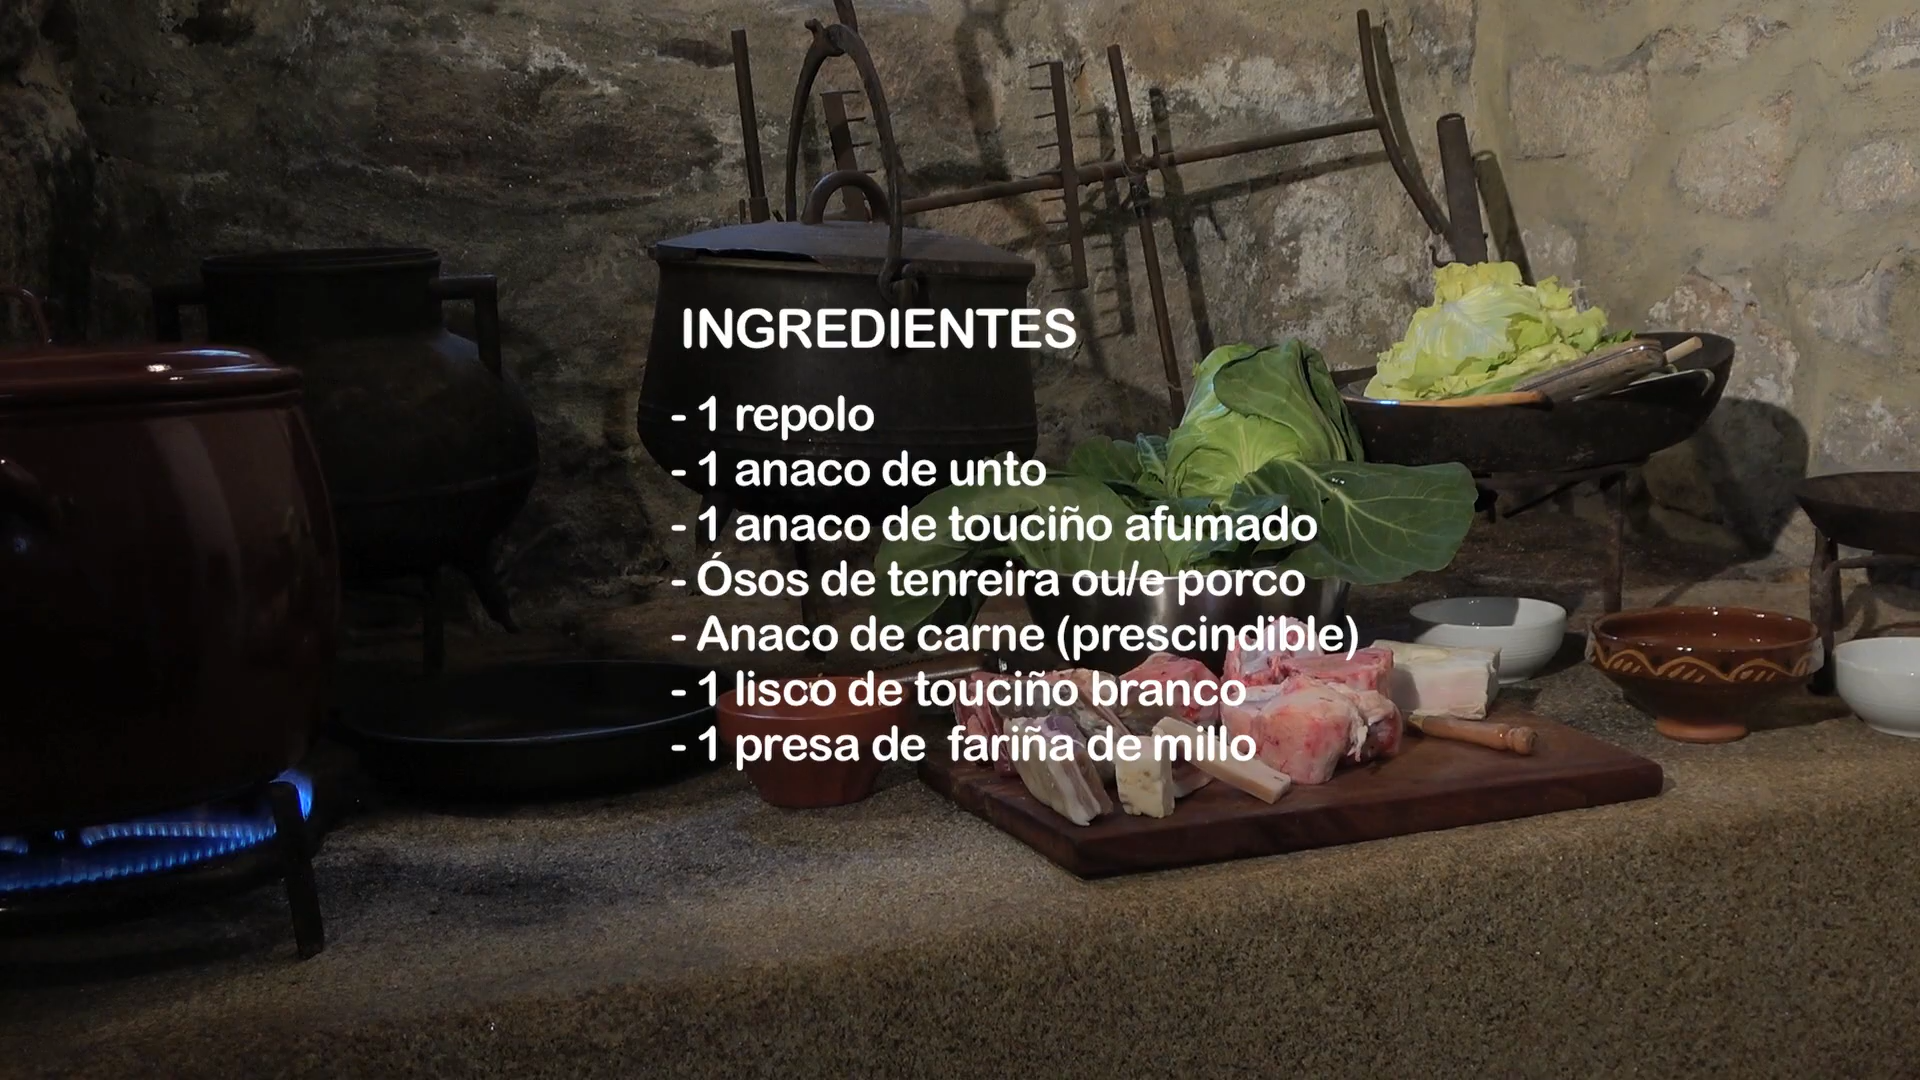 INGREDIENTES
- 1 repolo
- 1 anaco de unto
- 1 anaco de touciño afumado
- Ósos de tenreira ou/e porco
- Anaco de carne (prescindible)
- 1 lisco de touciño branco
- 1 presa de  fariña de millo